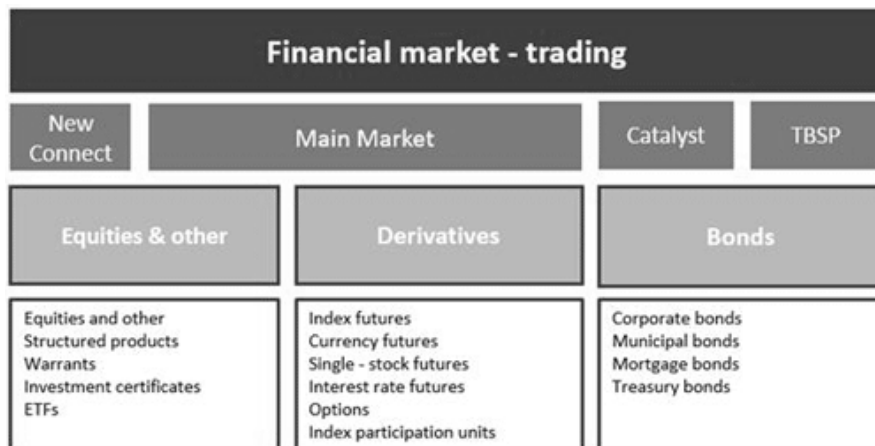 Financial market - trading
New
Connect
Main Market
Catalyst
TBSP
Equities & other
Derivatives
Bonds
Equities and other
Structured products
Warrants
Investment certificates
ETFs
Index futures
Currency futures
Single - stock futures
Interest rate futures
Options
Index participation units
Corporate bonds
Municipal bonds
Mortgage bonds
Treasury bonds